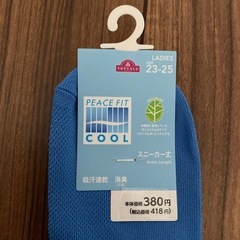 TOPVALU
LADIES
23-25
PEACE FIT
COOL
スニーカー丈
Ankle Length
吸汗速乾
消臭
本体価格380円
(税込価格418円)